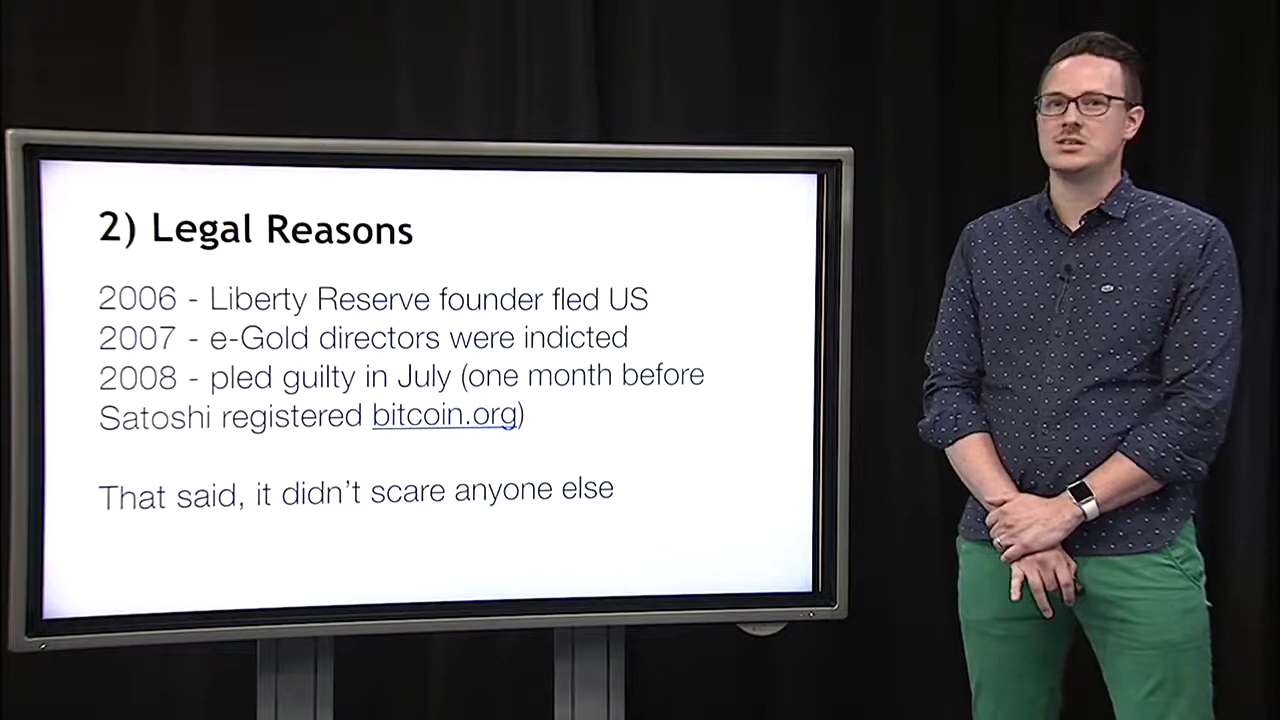 2) Legal Reasons
2006 - Liberty Reserve founder fled US
2007 - e-Gold directors were indicted
2008 - pled guilty in July (one month before
Satoshi registered bitcoin.org)
That said, it didn't scare anyone else